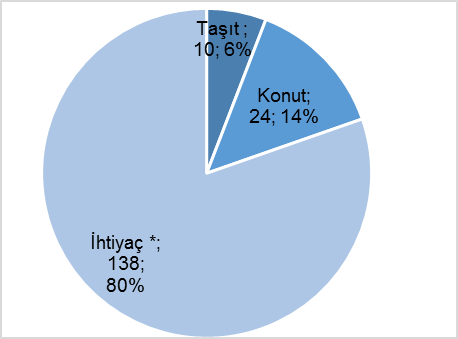 Taşıt ;
10; 6%
Konut;
24; 14%
İhtiyaç *;
138;
80%